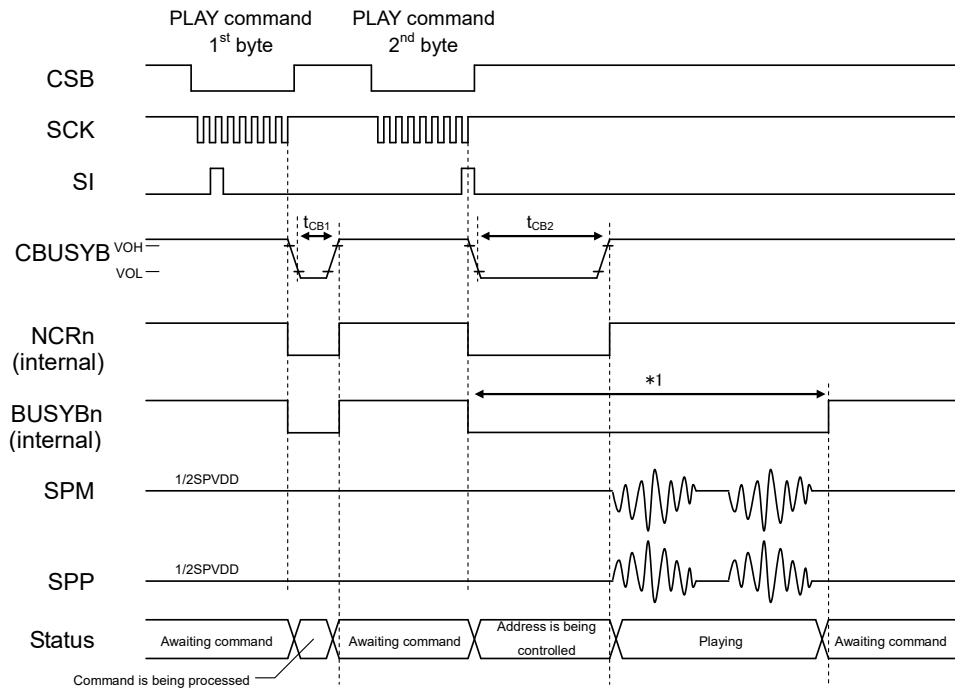 PLAY command
1st byte
PLAY command
2nd byte
CSB
SCK
SI
tCB1
tCB2
CBUSYB
VOH
VOL
NCRn
(internal)
*1
BUSYBn
(internal)
1/2SPVDD
SPM
1/2SPVDD
SPP
Status
Awaiting command
Awaiting command
Address is being
controlled
Playing
Awaiting command
Command is being processed